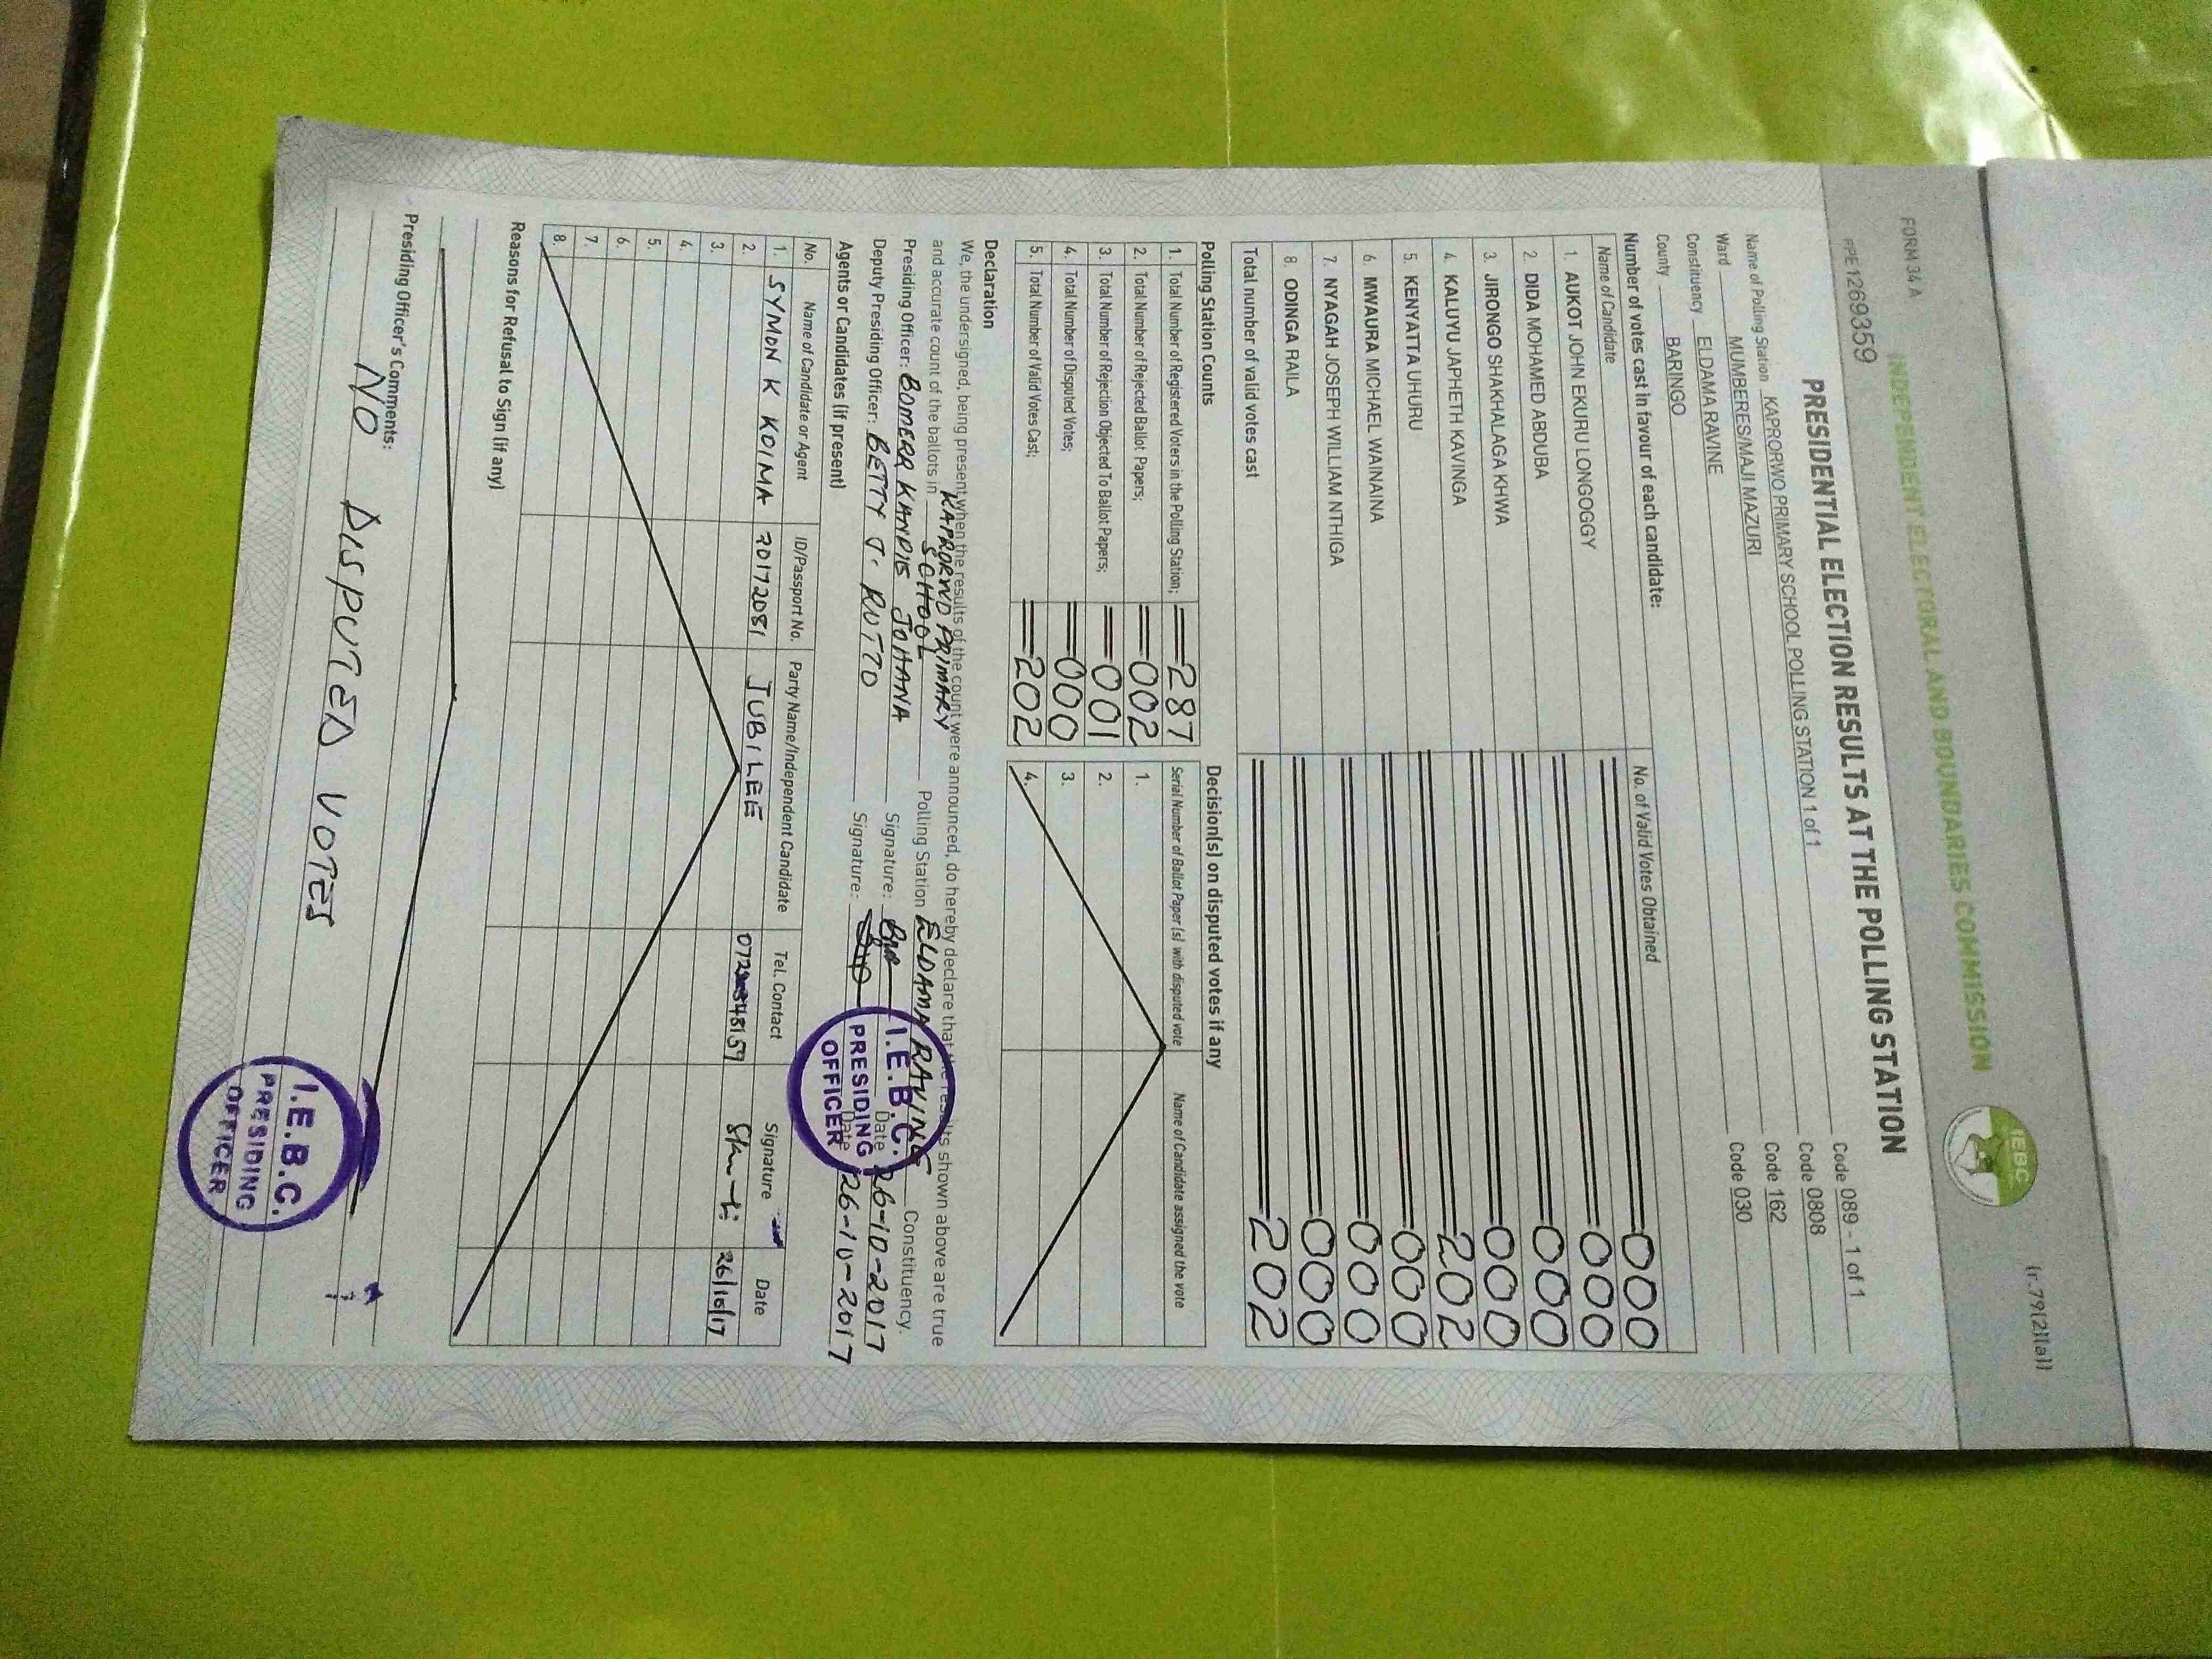 FORM 34 A
(r.79(2)(a))
INDEPENDENT ELECTORAL AND BOUNDARIES COMMISSION
IEBC
PPE1269359
PRESIDENTIAL ELECTION RESULTS AT THE POLLING STATION
Name of Polling Station KAPRORWO PRIMARY SCHOOL POLLING STATION 1 of 1 Code 089 - 1 of 1
Ward MUMBERES/MAJI MAZURI Code 0808
Constituency ELDAMA RAVINE Code 162
County BARINGO Code 030
Number of votes cast in favour of each candidate:
Name of Candidate No. of Valid Votes Obtained
1. AUKOT JOHN EKURU LONGOGGY 000
2. DIDA MOHAMED ABDUBA 000
3. JIRONGO SHAKHALAGA KHWA 000
4. KALUYU JAPHETH KAVINGA 000
5. KENYATTA UHURU 202
6. MWAURA MICHAEL WAINAINA 000
7. NYAGAH JOSEPH WILLIAM NTHIGA 000
8. ODINGA RAILA 000
Total number of valid votes cast 202
Polling Station Counts
1. Total Number of Registered Voters in the Polling Station; 287
2. Total Number of Rejected Ballot Papers; 002
3. Total Number of Rejection Objected To Ballot Papers; 001
4. Total Number of Disputed Votes; 000
5. Total Number of Valid Votes Cast; 202
Decision(s) on disputed votes if any
Serial Number of Ballot Paper (s) with disputed vote Name of Candidate assigned the vote
1.
2.
3.
4.
Declaration
We, the undersigned, being present when the results of the count were announced, do hereby declare that the results shown above are true
and accurate count of the ballots in KAPRORWO PRIMARY SCHOOL Polling Station ELDAMA RAVINE Constituency.
Presiding Officer: BOMERR KANDIE JOHANA Signature: Date 26-10-2017
Deputy Presiding Officer: BETTY J. RUTTO Signature: Date 26-10-2017
I.E.B.C.
PRESIDING
OFFICER
Agents or Candidates (if present)
No. Name of Candidate or Agent ID/Passport No. Party Name/Independent Candidate Tel. Contact Signature Date
1. SYMON K KOIMA 20172081 JUBILEE 26/10/17
2.
3.
4.
5.
6.
7.
8.
Reasons for Refusal to Sign (if any)
Presiding Officer's Comments:
NO DISPUTED VOTES
I.E.B.C.
PRESIDING
OFFICER